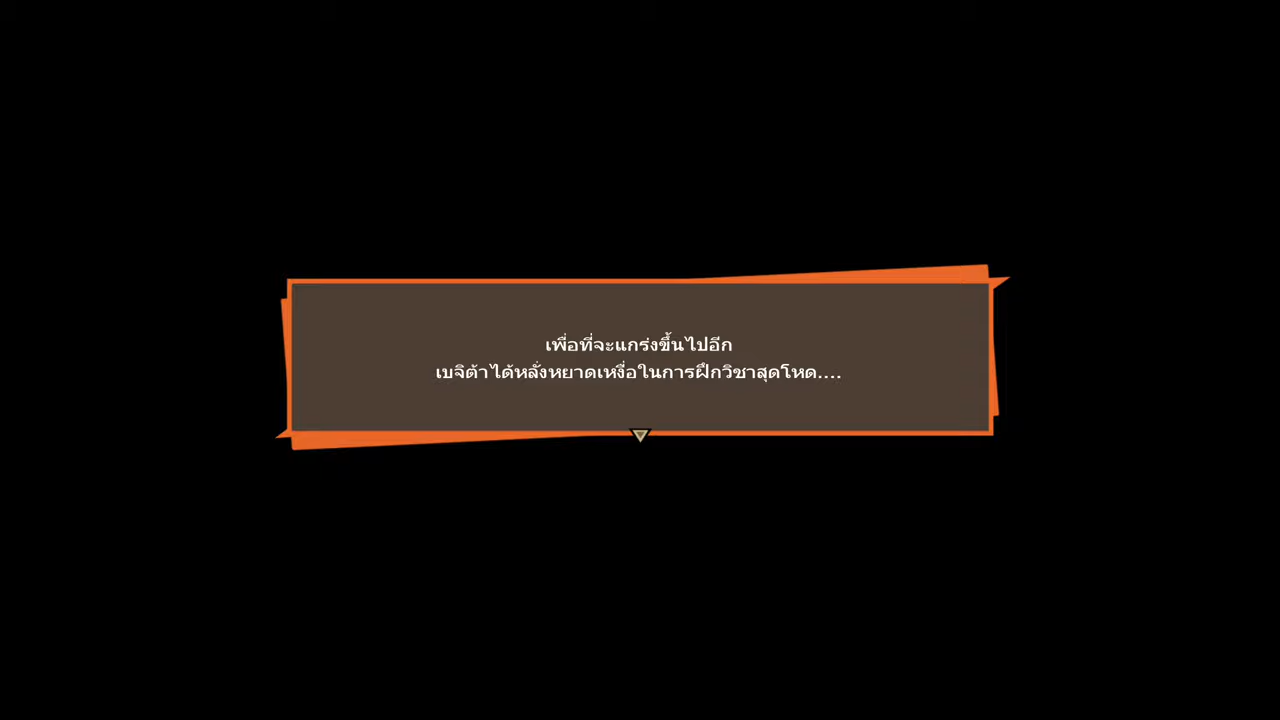 เพื่อที่จะแกร่งขึ้นไปอีก
เบจิต้าได้หลั่งหยาดเหงื่อในการฝึกวิชาสุดโหด....